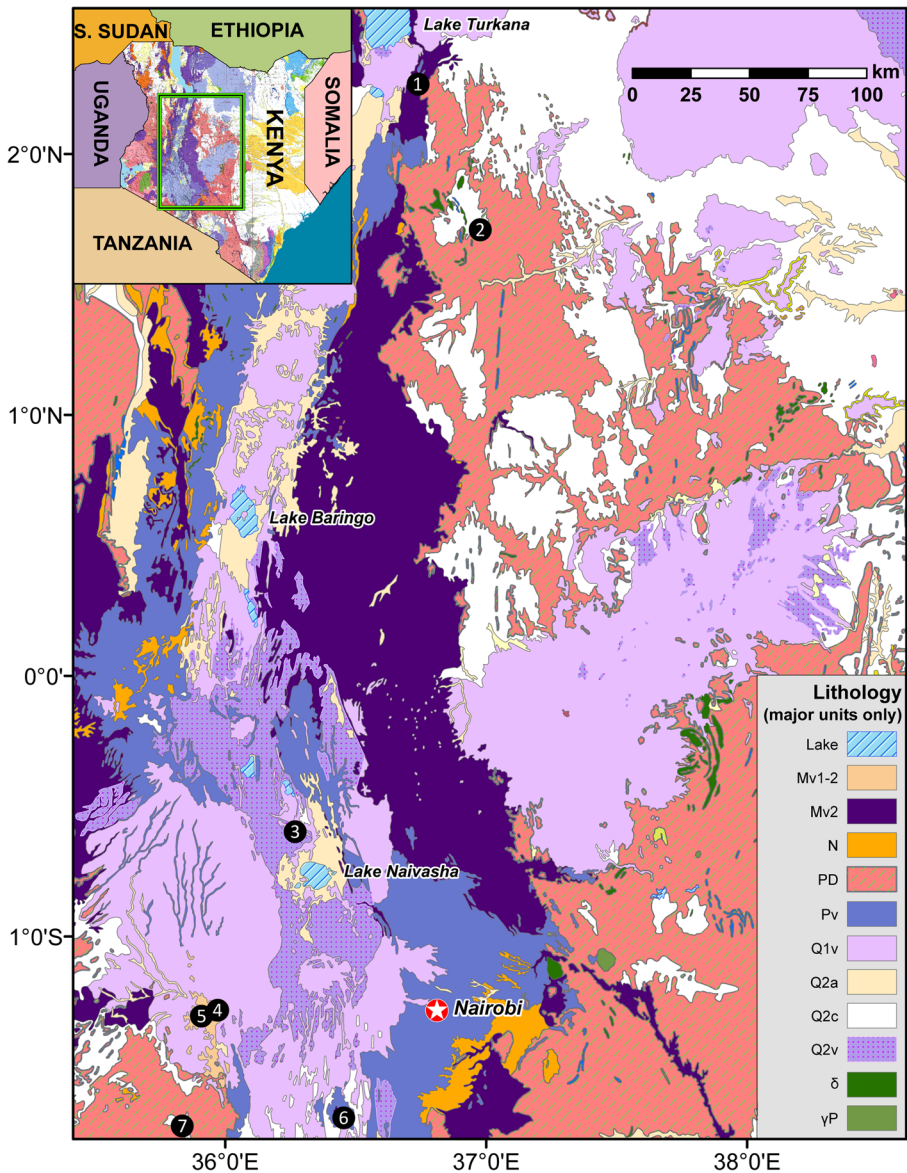 S. SUDAN
ETHIOPIA
UGANDA
SOMALIA
KENYA
TANZANIA
Lake Turkana
km
0 25 50 75 100
1
2°0'N
2
1°0'N
Lake Baringo
0°0'
3
Lake Naivasha
1°0'S
5 4
Nairobi
6
7
36°0'E
37°0'E
38°0'E
Lithology
(major units only)
Lake
Mv1-2
Mv2
N
PD
Pv
Q1v
Q2a
Q2c
Q2v
δ
γP